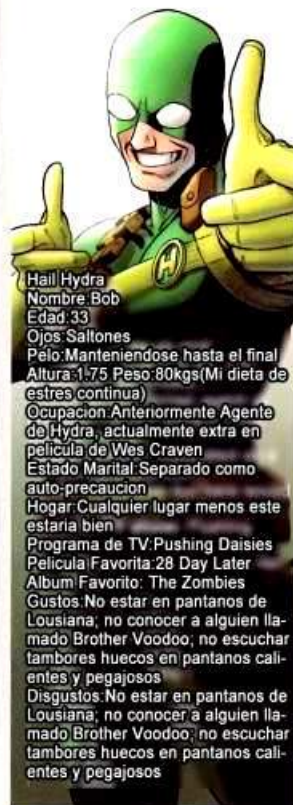 H
Hail Hydra
Nombre:Bob
Edad:33
Ojos:Saltones
Pelo:Manteniendose hasta el final
Altura:1.75 Peso:80kgs(Mi dieta de
estres continua)
Ocupacion:Anteriormente Agente
de Hydra, actualmente extra en
pelicula de Wes Craven
Estado Marital:Separado como
auto-precaucion
Hogar:Cualquier lugar menos este
estaria bien
Programa de TV:Pushing Daisies
Pelicula Favorita:28 Day Later
Album Favorito: The Zombies
Gustos:No estar en pantanos de
Lousiana; no conocer a alguien lla-
mado Brother Voodoo; no escuchar
tambores huecos en pantanos cali-
entes y pegajosos
Disgustos:No estar en pantanos de
Lousiana; no conocer a alguien lla-
mado Brother Voodoo; no escuchar
tambores huecos en pantanos cali-
entes y pegajosos